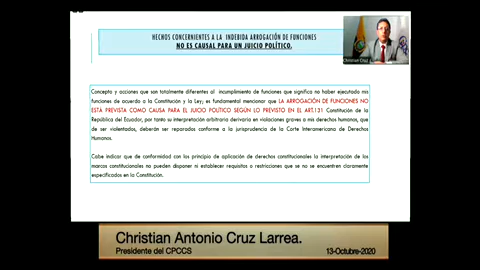 HECHOS CONCERNIENTES A LA INDEBIDA ARROGACIÓN DE FUNCIONES
NO ES CAUSAL PARA UN JUICIO POLÍTICO.
Christian Cruz L
Concepto y acciones que son totalmente diferentes al incumplimiento de funciones que significa no haber ejecutado mis
funciones de acuerdo a la Constitución y la Ley; es fundamental mencionar que LA ARROGACIÓN DE FUNCIONES NO
ESTÁ PREVISTA COMO CAUSA PARA EL JUICIO POLÍTICO SEGÚN LO PREVISTO EN EL ART.131 Constitución de la
República del Ecuador, por tanto su interpretación arbitraria derivaría en violaciones graves a mis derechos humanos, que
de ser violentados, deberán ser reparados conforme a la jurisprudencia de la Corte Interamericana de Derechos
Humanos.
Cabe indicar que de conformidad con los principio de aplicación de derechos constitucionales la interpretación de los
marcos constitucionales no pueden disponer ni establecer requisitos o restricciones que se no se encuentren claramente
especificados en la Constitución.
Christian Antonio Cruz Larrea.
Presidente del CPCCS
13-Octubre-2020